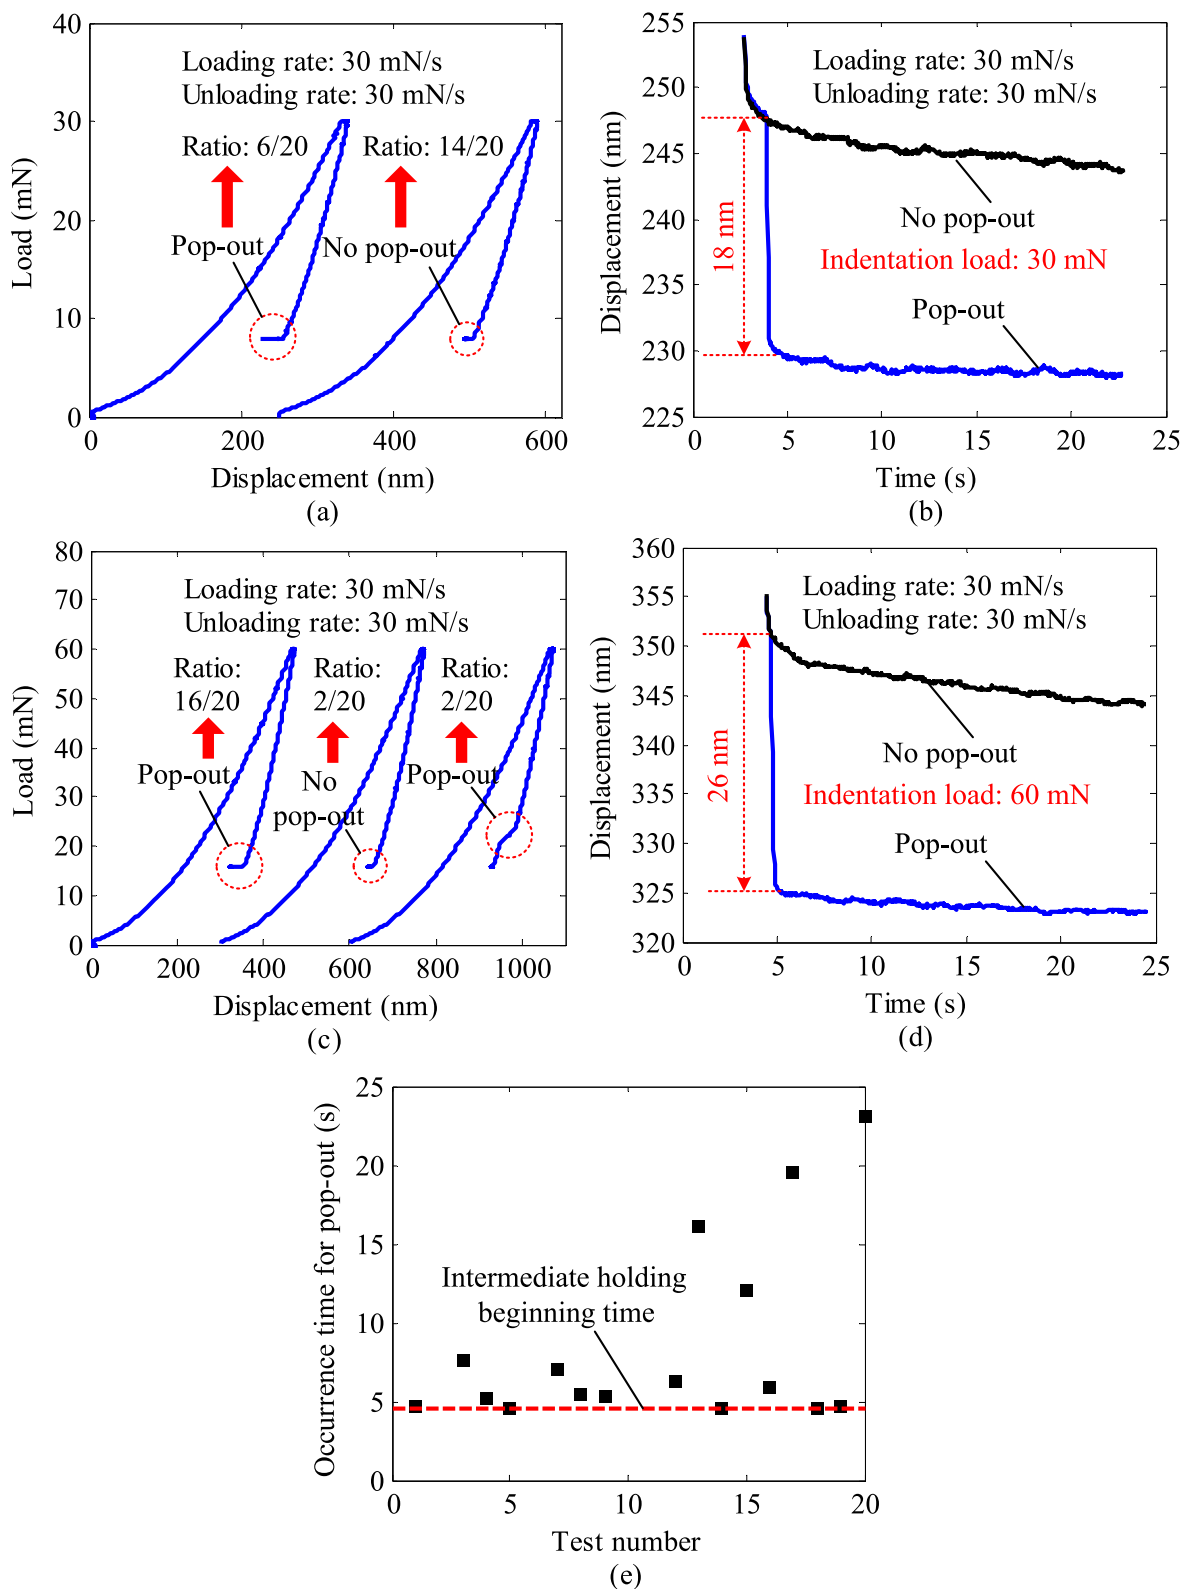 40
30
20
10
0
0
200
400
600
Load (mN)
Displacement (nm)
Loading rate: 30 mN/s
Unloading rate: 30 mN/s
Ratio: 6/20
Ratio: 14/20
Pop-out
No pop-out
(a)
255
250
245
240
235
230
225
0
5
10
15
20
25
Displacement (nm)
Time (s)
Loading rate: 30 mN/s
Unloading rate: 30 mN/s
18 nm
No pop-out
Indentation load: 30 mN
Pop-out
(b)
80
70
60
50
40
30
20
10
0
0
200
400
600
800
1000
Load (mN)
Displacement (nm)
Loading rate: 30 mN/s
Unloading rate: 30 mN/s
Ratio:
16/20
Ratio:
2/20
Ratio:
2/20
Pop-out
No
pop-out
Pop-out
(c)
360
355
350
345
340
335
330
325
320
0
5
10
15
20
25
Displacement (nm)
Time (s)
Loading rate: 30 mN/s
Unloading rate: 30 mN/s
26 nm
No pop-out
Indentation load: 60 mN
Pop-out
(d)
25
20
15
10
5
0
0
5
10
15
20
Occurrence time for pop-out (s)
Test number
Intermediate holding
beginning time
(e)